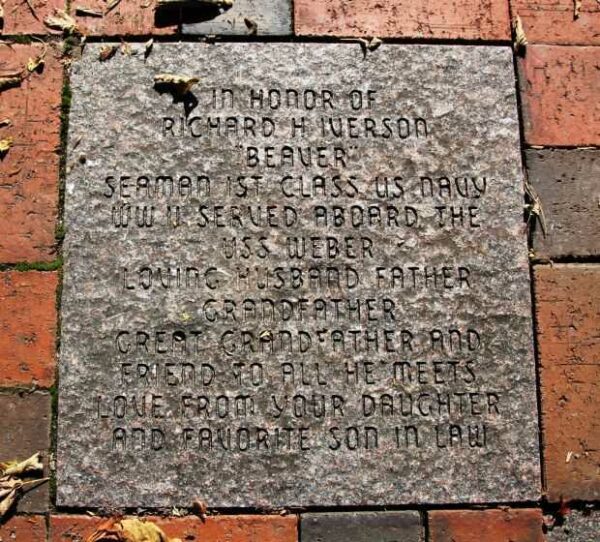 IN HONOR OF
RICHARD H IVERSON
"BEAVER"
SEAMAN 1ST CLASS US NAVY
WW II SERVED ABOARD THE
USS WEBER
LOVING HUSBAND FATHER
GRANDFATHER
GREAT GRANDFATHER AND
FRIEND TO ALL HE MEETS
LOVE FROM YOUR DAUGHTER
AND FAVORITE SON IN LAW